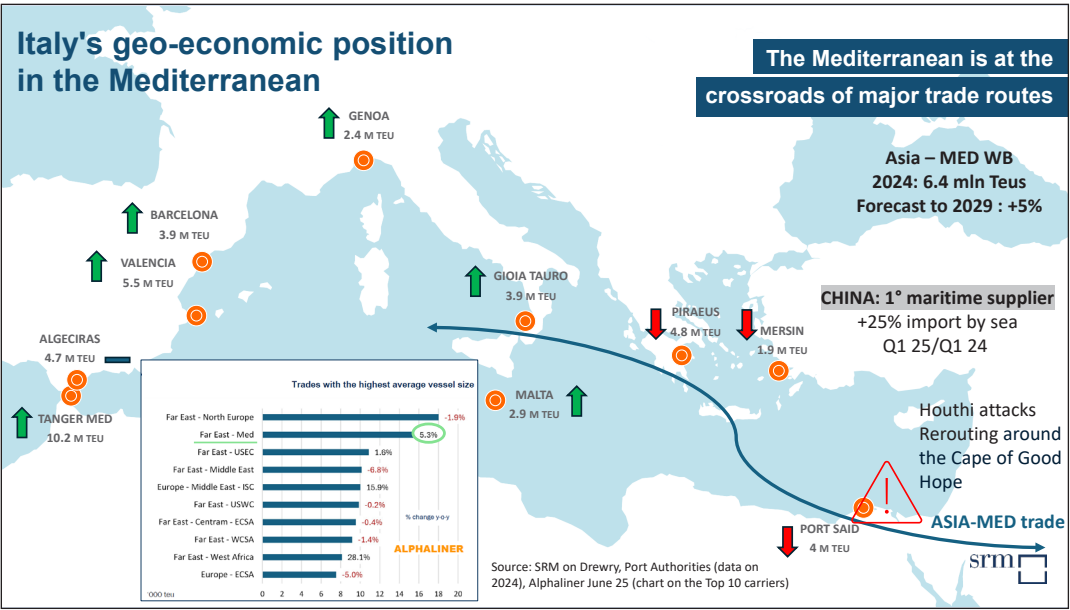 Italy's geo-economic position
in the Mediterranean
The Mediterranean is at the
crossroads of major trade routes
GENOA
2.4 M TEU
Asia – MED WB
2024: 6.4 mln Teus
Forecast to 2029 : +5%
BARCELONA
3.9 M TEU
VALENCIA
5.5 M TEU
GIOIA TAURO
3.9 M TEU
CHINA: 1° maritime supplier
+25% import by sea
Q1 25/Q1 24
PIRAEUS
4.8 M TEU
MERSIN
1.9 M TEU
ALGECIRAS
4.7 M TEU
TANGER MED
10.2 M TEU
MALTA
2.9 M TEU
Trades with the highest average vessel size
Far East - North Europe -1.9%
Far East - Med 5.3%
Far East - USEC 1.6%
Far East - Middle East -6.8%
Europe - Middle East - ISC 15.9%
Far East - USWC -0.2%
Far East - Centram - ECSA -0.4%
Far East - WCSA -1.4%
Far East - West Africa 28.1%
Europe - ECSA -5.0%
% change y-o-y
ALPHALINER
'000 teu 0 2 4 6 8 10 12 14 16 18 20
Houthi attacks
Rerouting around
the Cape of Good
Hope
ASIA-MED trade
PORT SAID
4 M TEU
Source: SRM on Drewry, Port Authorities (data on
2024), Alphaliner June 25 (chart on the Top 10 carriers)
srm